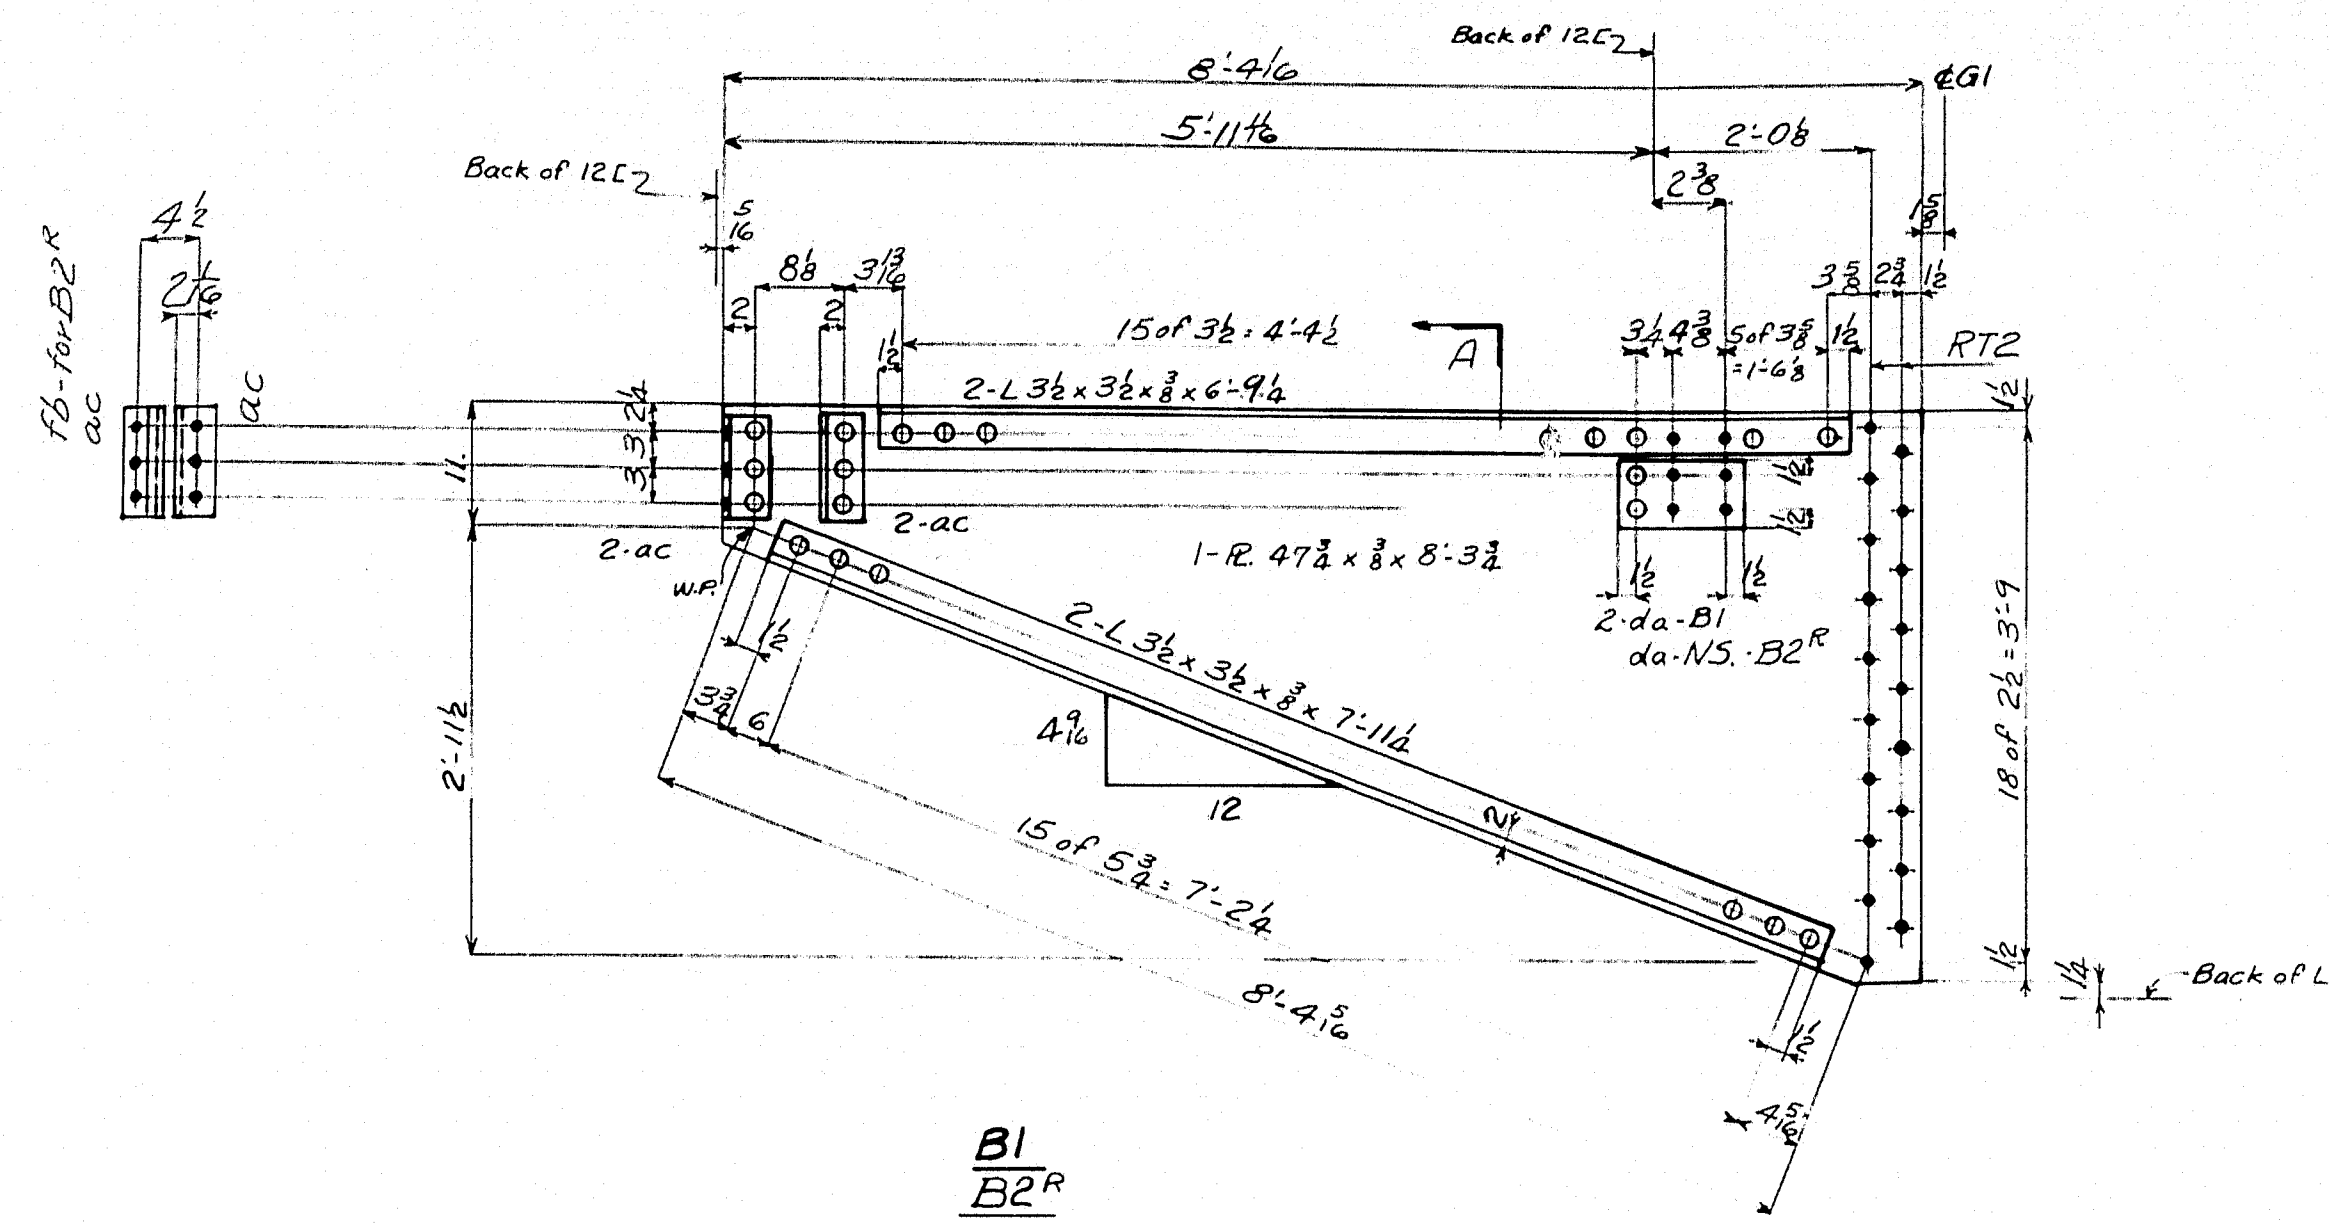 Back of 12[
8'-4 1/16
℄G1
5'-11 11/16
2'-0 1/8
Back of 12[
2 3/8
4 1/2
5/16
1 5/8
fb-for B2ᴿ
ac
2 1/16
8 1/8
3 13/16
3 5/8
2 3/4
1 1/2
2
2
15 of 3 1/2 = 4'-4 1/2
3 1/4
4 3/8
5 of 3 5/8
= 1'-6 1/8
1 1/2
RT2
A
1 1/2
ac
2-L 3 1/2 x 3 1/2 x 3/8 x 6'-9 1/4
1 1/2
2 1/4
3
3
11
1 1/2
1 1/2
2-ac
2-ac
1-PL. 47 3/4 x 3/8 x 8'-3 3/4
W.P.
1 1/2
1 1/2
2-da-B1
da-NS.-B2ᴿ
2-L 3 1/2 x 3 1/2 x 3/8 x 7'-11 1/4
1 1/2
3 3/4
6
4 9/16
12
2'-11 1/2
18 of 2 1/2 = 3'-9
2
15 of 5 3/4 = 7'-2 1/4
8'-4 5/16
1 1/2
1 1/4
Back of L
1 1/2
4 5/16
B1
B2ᴿ